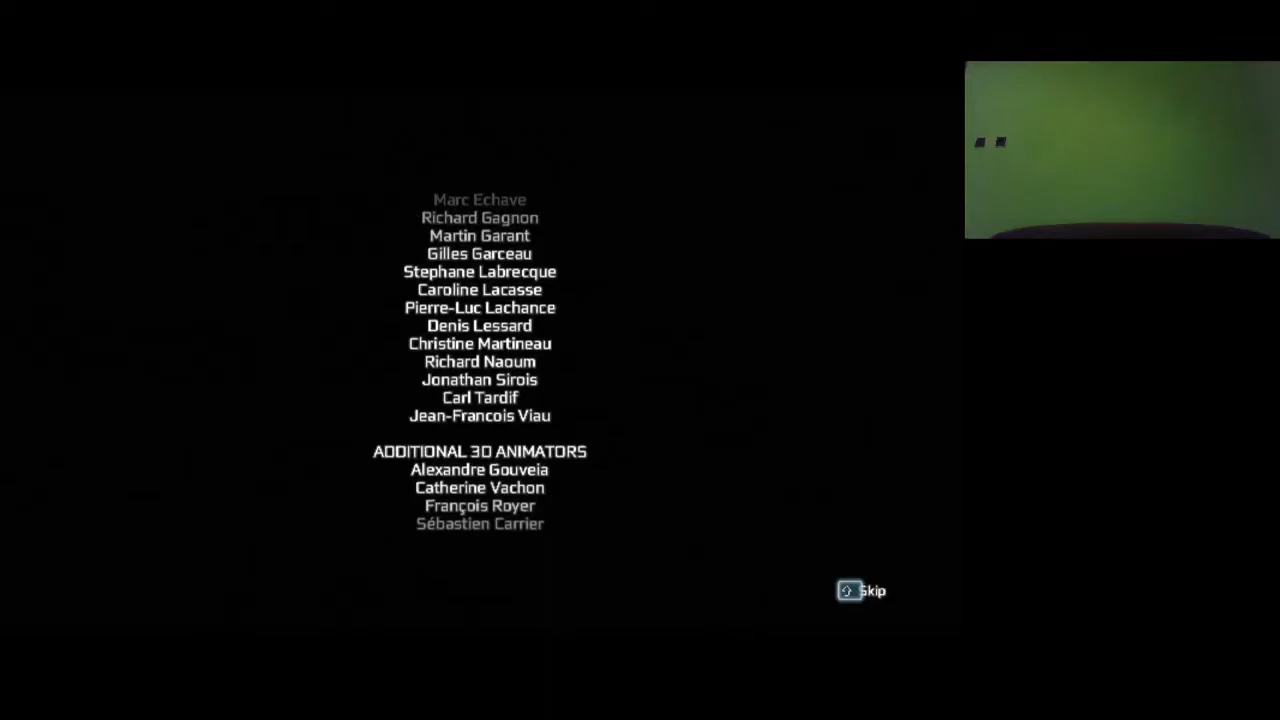 Marc Echave
Richard Gagnon
Martin Garant
Gilles Garceau
Stephane Labrecque
Caroline Lacasse
Pierre-Luc Lachance
Denis Lessard
Christine Martineau
Richard Naoum
Jonathan Sirois
Carl Tardif
Jean-Francois Viau
ADDITIONAL 3D ANIMATORS
Alexandre Gouveia
Catherine Vachon
François Royer
Sébastien Carrier
Skip